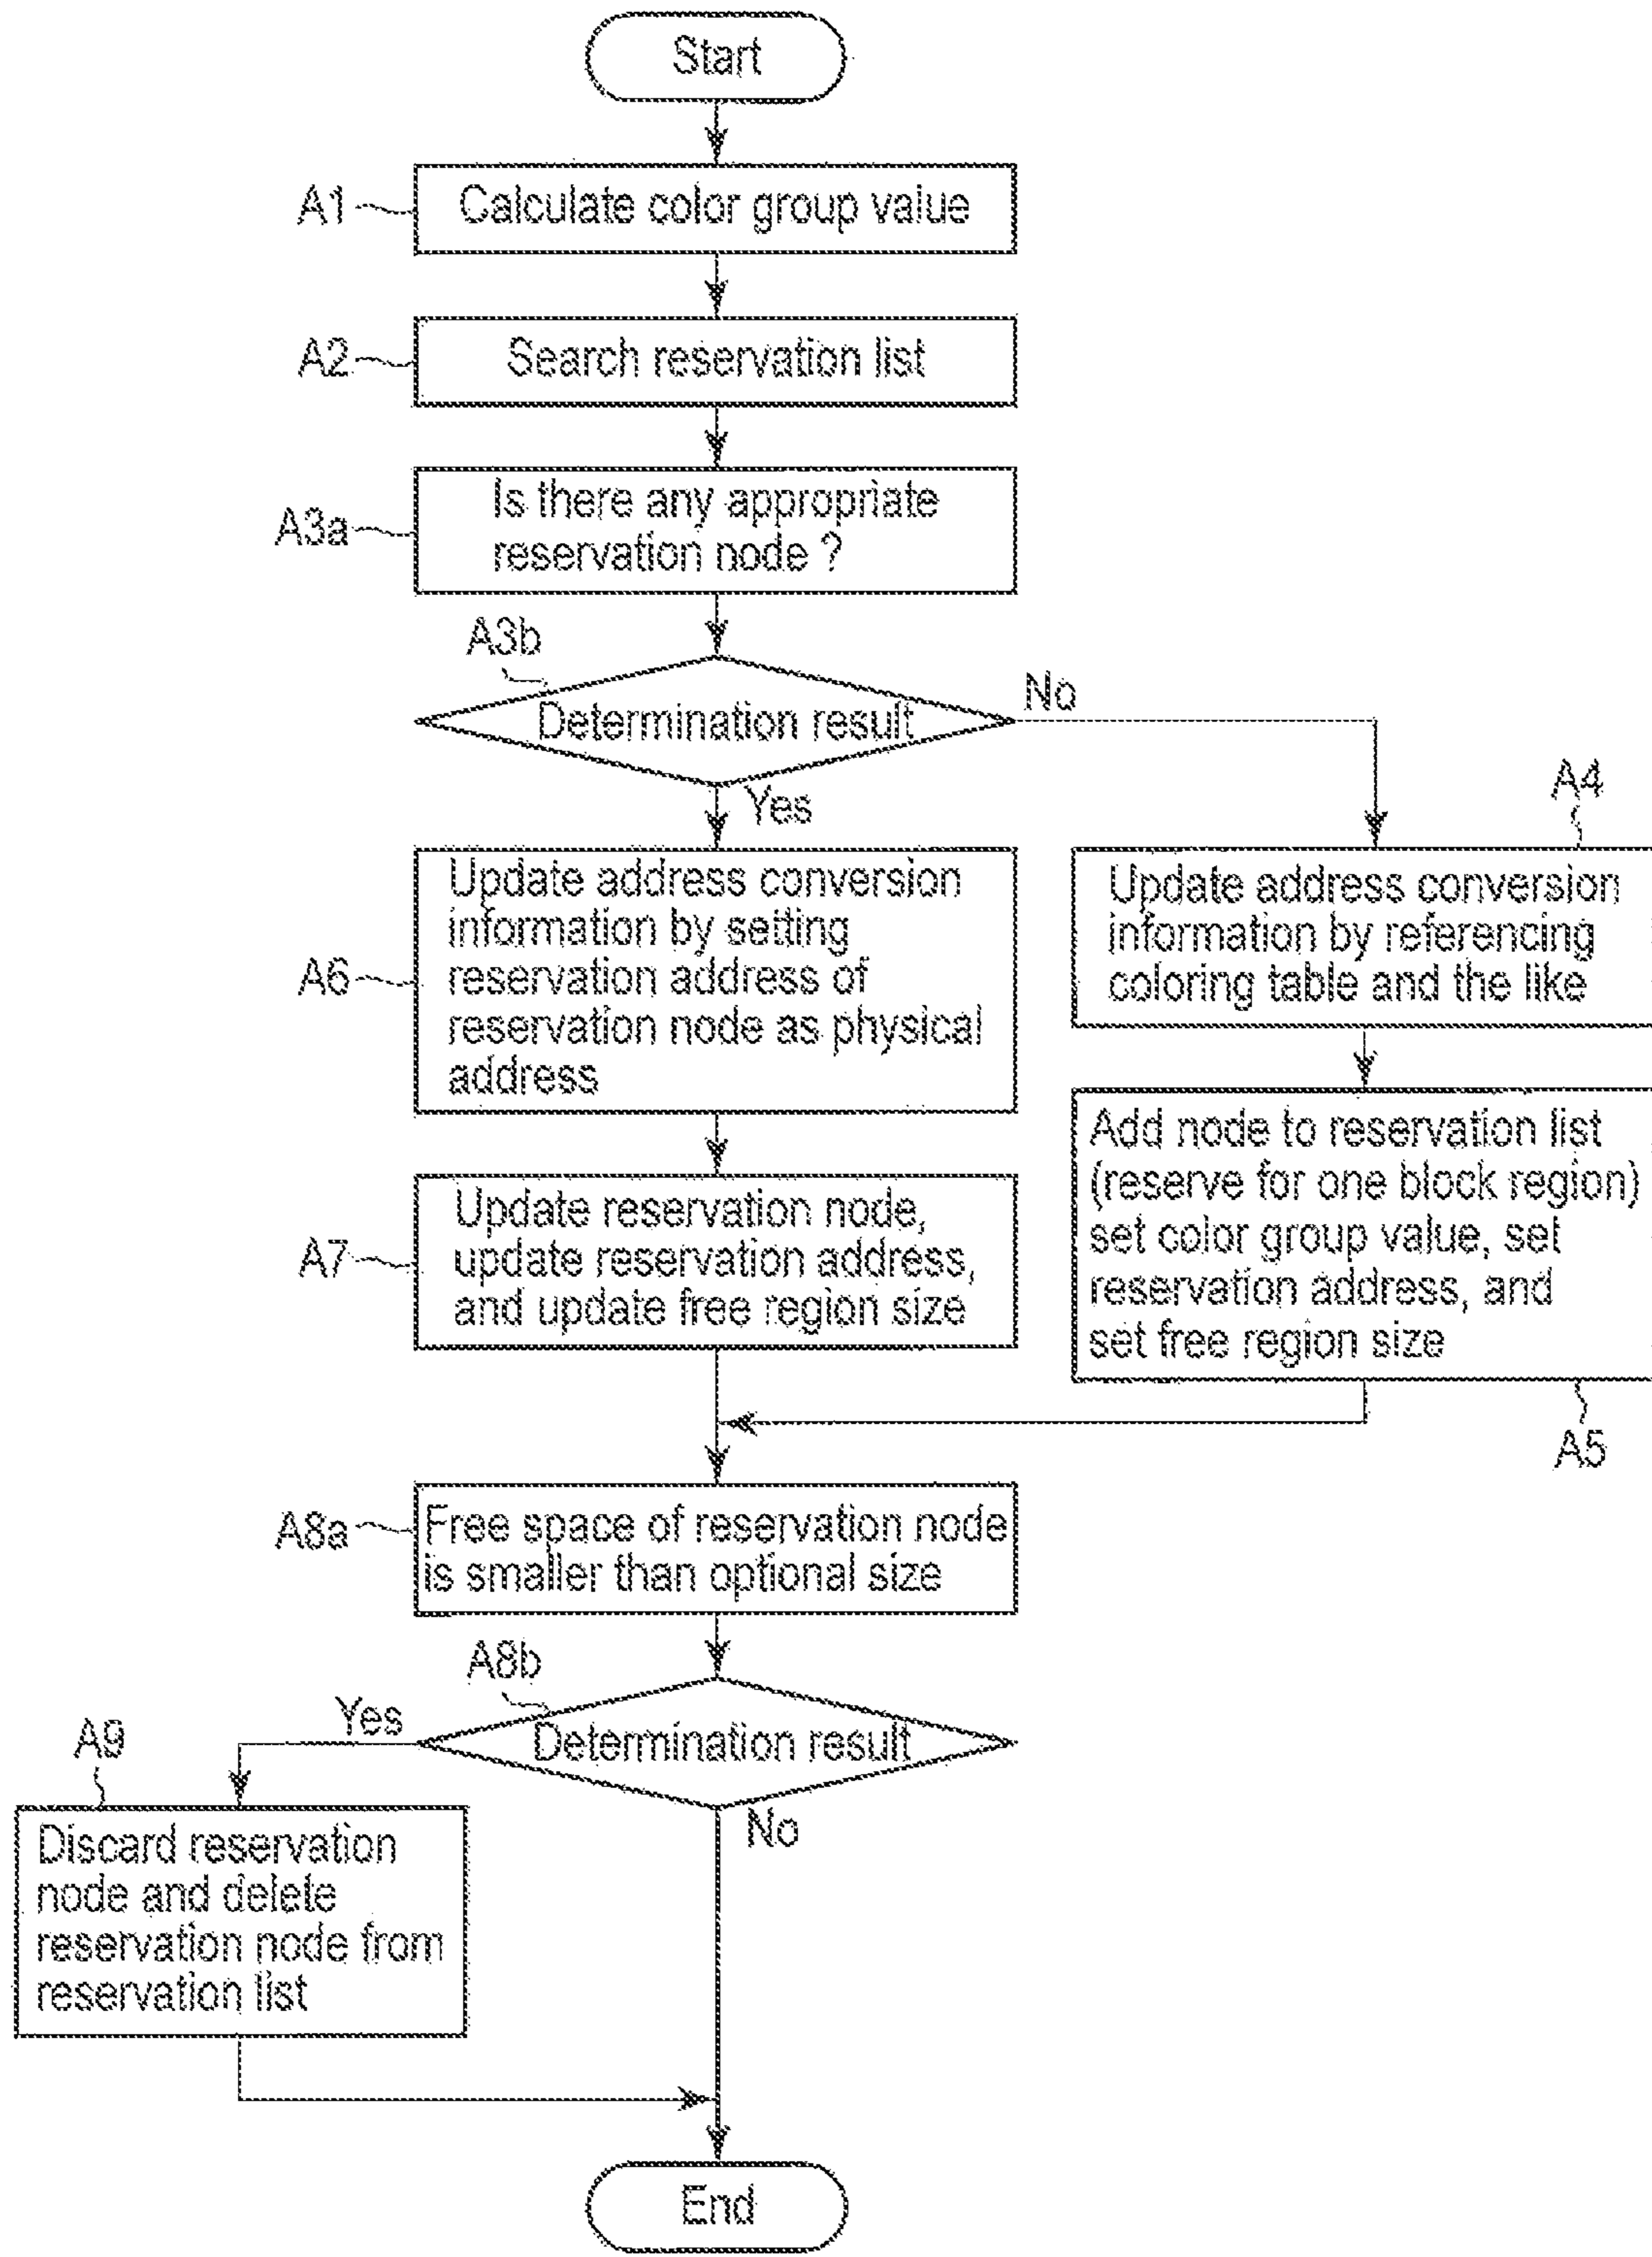 Start
A1
Calculate color group value
A2
Search reservation list
A3a
Is there any appropriate
reservation node ?
A3b
Determination result
No
Yes
A6
Update address conversion
information by setting
reservation address of
reservation node as physical
address
A4
Update address conversion
information by referencing
coloring table and the like
A7
Update reservation node,
update reservation address,
and update free region size
Add node to reservation list
(reserve for one block region)
set color group value, set
reservation address, and
set free region size
A5
A8a
Free space of reservation node
is smaller than optional size
A8b
Determination result
Yes
No
A9
Discard reservation
node and delete
reservation node from
reservation list
End